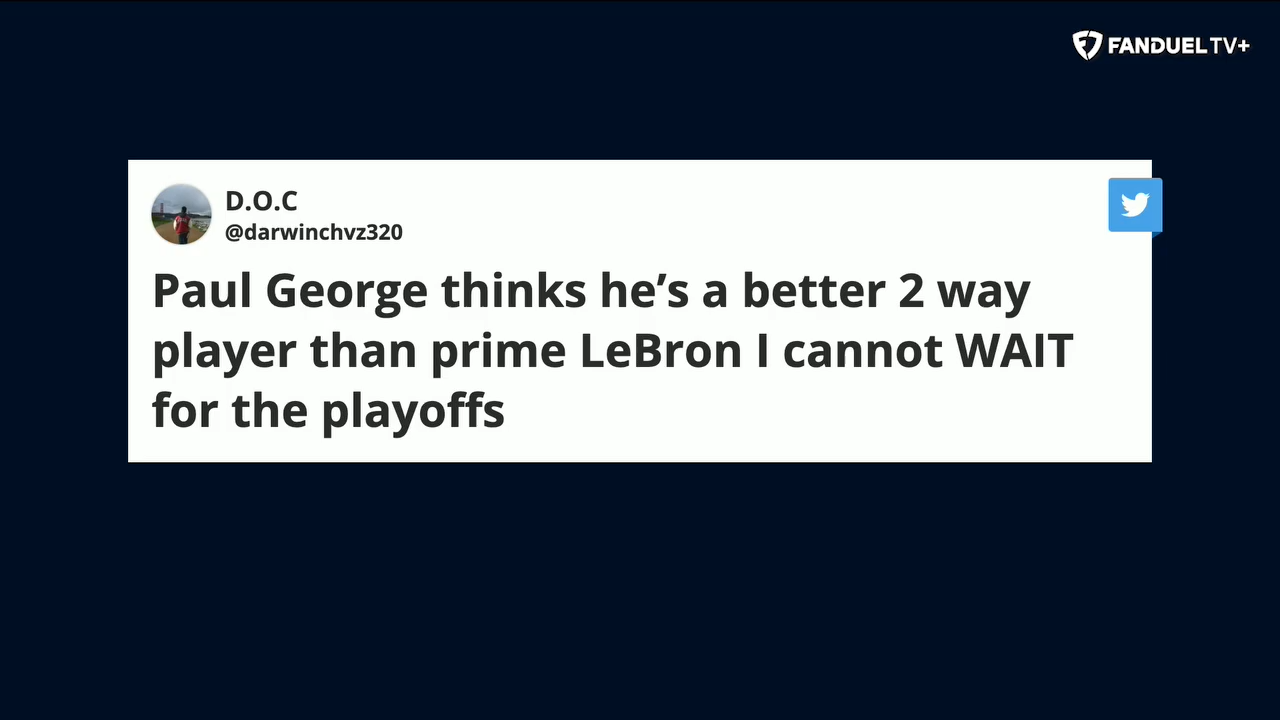 FANDUEL TV+
D.O.C
@darwinchvz320
Paul George thinks he’s a better 2 way
player than prime LeBron I cannot WAIT
for the playoffs